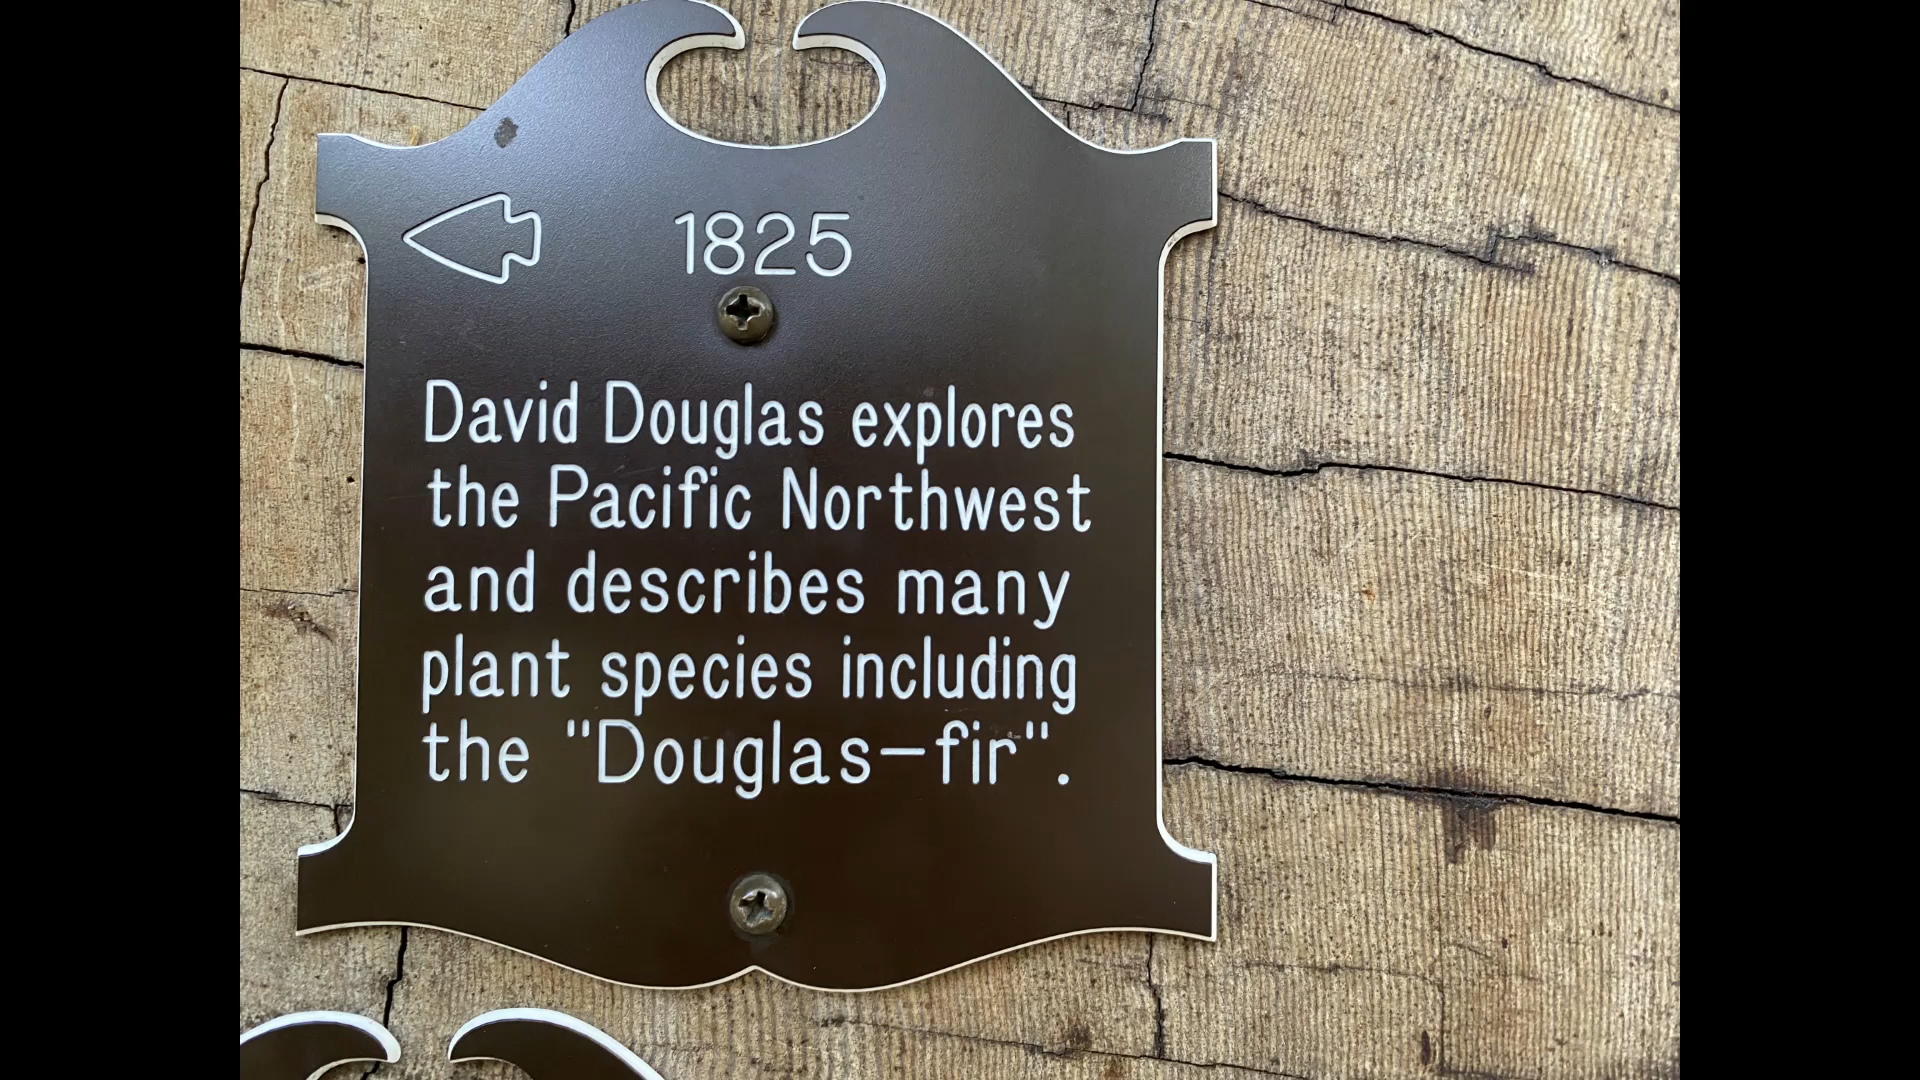 1825
David Douglas explores
the Pacific Northwest
and describes many
plant species including
the "Douglas-fir".